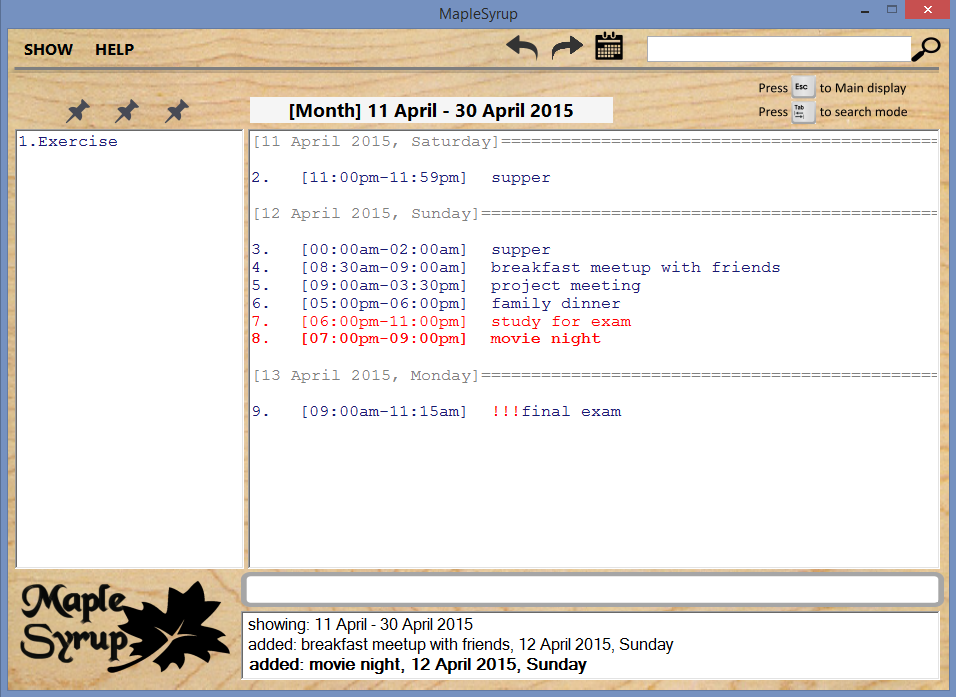 MapleSyrup
SHOW HELP
Press Esc to Main display
Press Tab to search mode
[Month] 11 April - 30 April 2015
1.Exercise
[11 April 2015, Saturday]============================================
2. [11:00pm-11:59pm] supper
[12 April 2015, Sunday]==============================================
3. [00:00am-02:00am] supper
4. [08:30am-09:00am] breakfast meetup with friends
5. [09:00am-03:30pm] project meeting
6. [05:00pm-06:00pm] family dinner
7. [06:00pm-11:00pm] study for exam
8. [07:00pm-09:00pm] movie night
[13 April 2015, Monday]==============================================
9. [09:00am-11:15am] !!!final exam
Maple
Syrup
showing: 11 April - 30 April 2015
added: breakfast meetup with friends, 12 April 2015, Sunday
added: movie night, 12 April 2015, Sunday